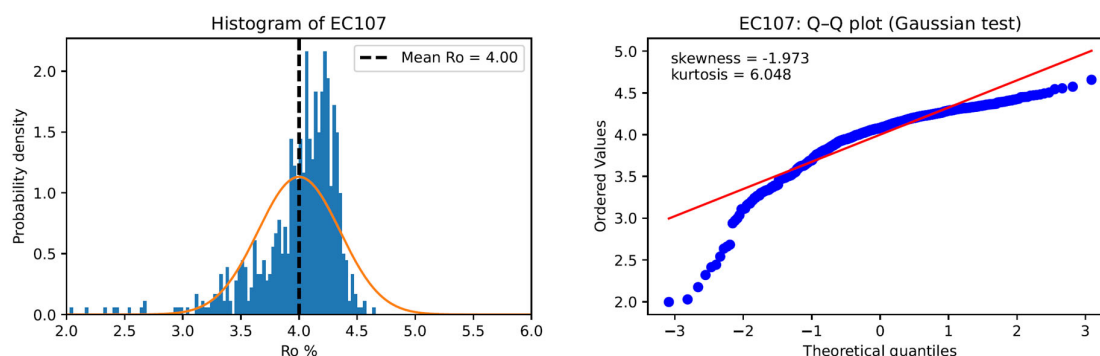 Histogram of EC107
Mean Ro = 4.00
Probability density
2.0
1.5
1.0
0.5
0.0
2.0 2.5 3.0 3.5 4.0 4.5 5.0 5.5 6.0
Ro %
EC107: Q–Q plot (Gaussian test)
skewness = -1.973
kurtosis = 6.048
Ordered Values
5.0
4.5
4.0
3.5
3.0
2.5
2.0
−3 −2 −1 0 1 2 3
Theoretical quantiles